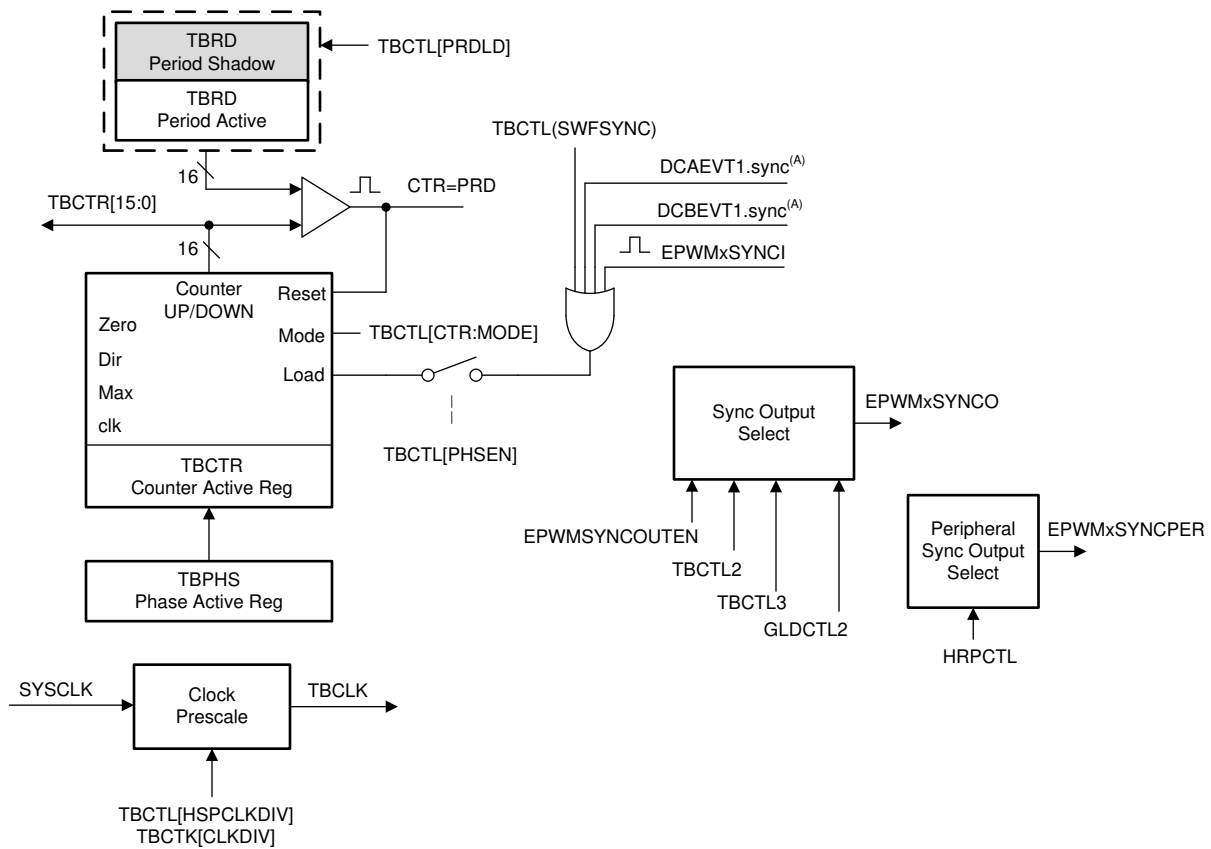 TBRD
Period Shadow
TBRD
Period Active
TBCTL[PRDLD]
16
TBCTR[15:0]
CTR=PRD
16
Counter
UP/DOWN
Reset
Zero
Mode
Dir
Load
Max
clk
TBCTR
Counter Active Reg
TBPHS
Phase Active Reg
TBCTL(SWFSYNC)
DCAEVT1.sync(A)
DCBEVT1.sync(A)
EPWMxSYNCI
TBCTL[CTR:MODE]
TBCTL[PHSEN]
Sync Output
Select
EPWMxSYNCO
EPWMSYNCOUTEN
TBCTL2
TBCTL3
GLDCTL2
Peripheral
Sync Output
Select
EPWMxSYNCPER
HRPCTL
SYSCLK
Clock
Prescale
TBCLK
TBCTL[HSPCLKDIV]
TBCTK[CLKDIV]